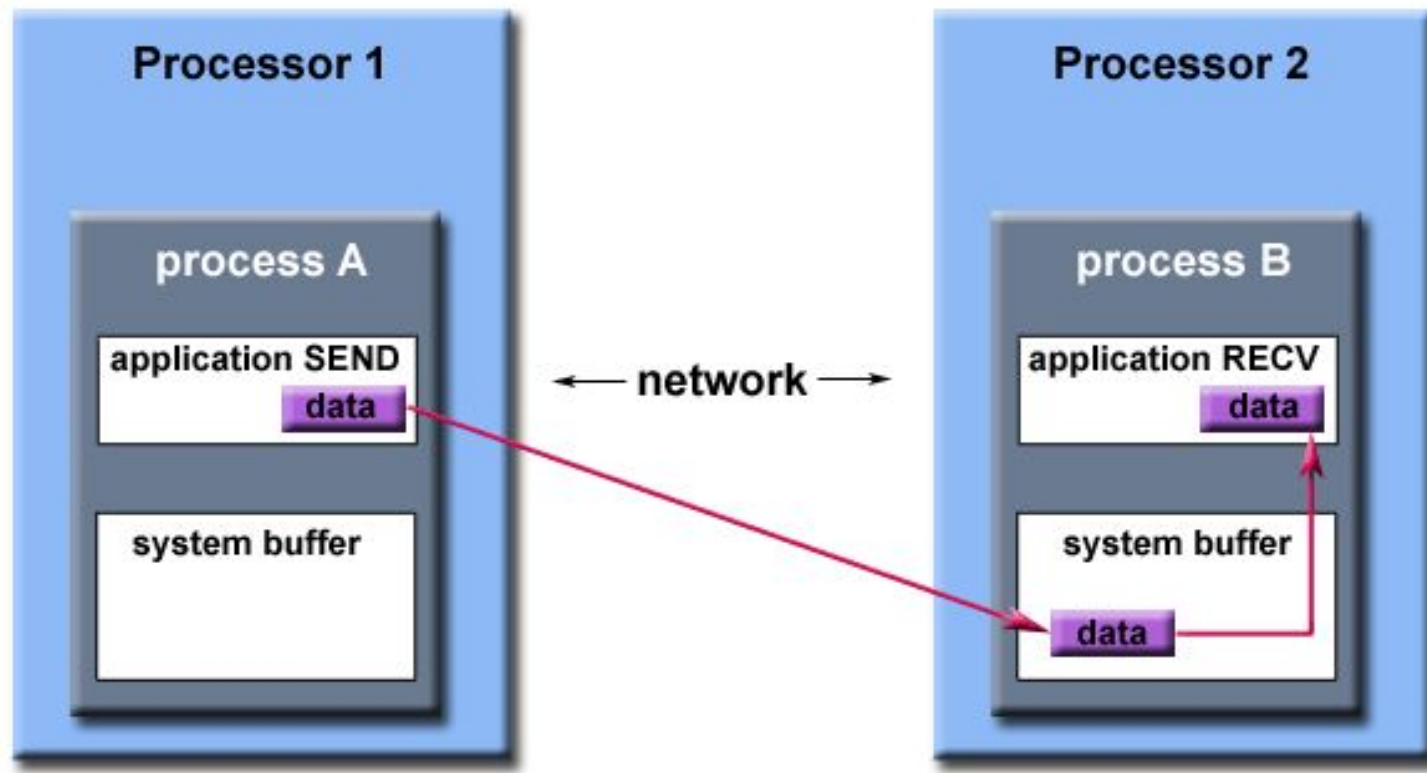 Processor 1
process A
application SEND
data
system buffer
network
Processor 2
process B
application RECV
data
system buffer
data